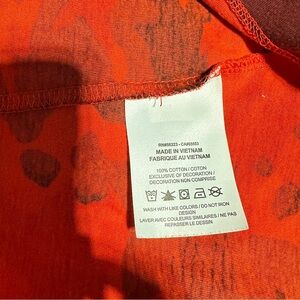 MADE IN VIETNAM
FABRIQUE AU VIETNAM
100% COTTON / COTON
EXCLUSIVE OF DECORATION /
DECORATION NON COMPRISE
WASH WITH LIKE COLORS / DO NOT IRON
DESIGN
LAVER AVEC COULEURS SIMILAIRES / NE PAS
REPASSER LE DESSIN